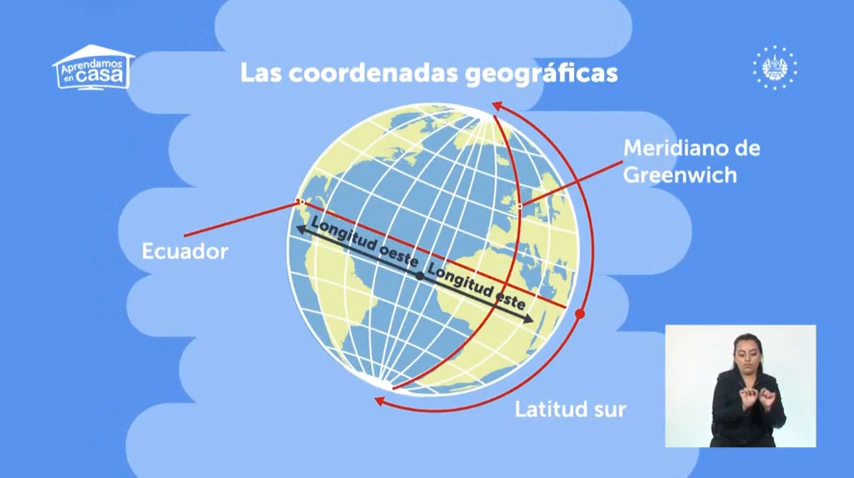 Aprendamos
en casa
Las coordenadas geográficas
Meridiano de
Greenwich
Ecuador
Longitud oeste
Longitud este
Latitud sur